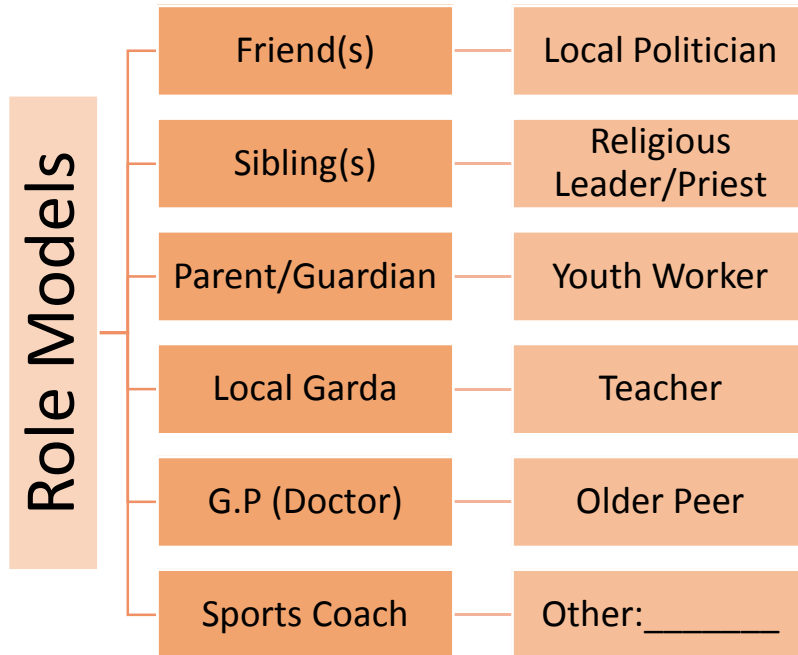 Role Models
Friend(s)
Local Politician
Sibling(s)
Religious
Leader/Priest
Parent/Guardian
Youth Worker
Local Garda
Teacher
G.P (Doctor)
Older Peer
Sports Coach
Other:_______